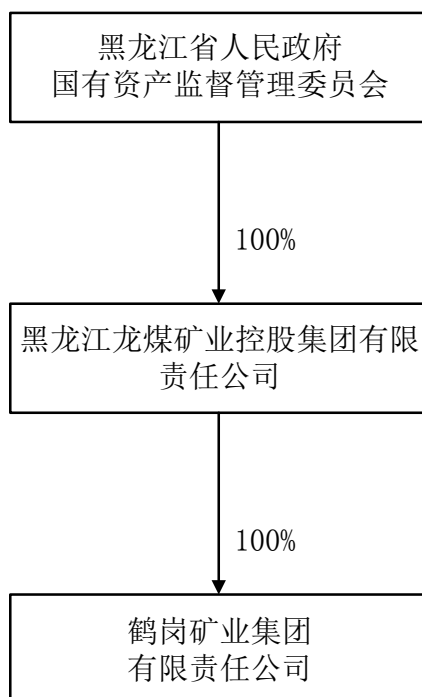 黑龙江省人民政府
国有资产监督管理委员会
100%
黑龙江龙煤矿业控股集团有限
责任公司
100%
鹤岗矿业集团
有限责任公司